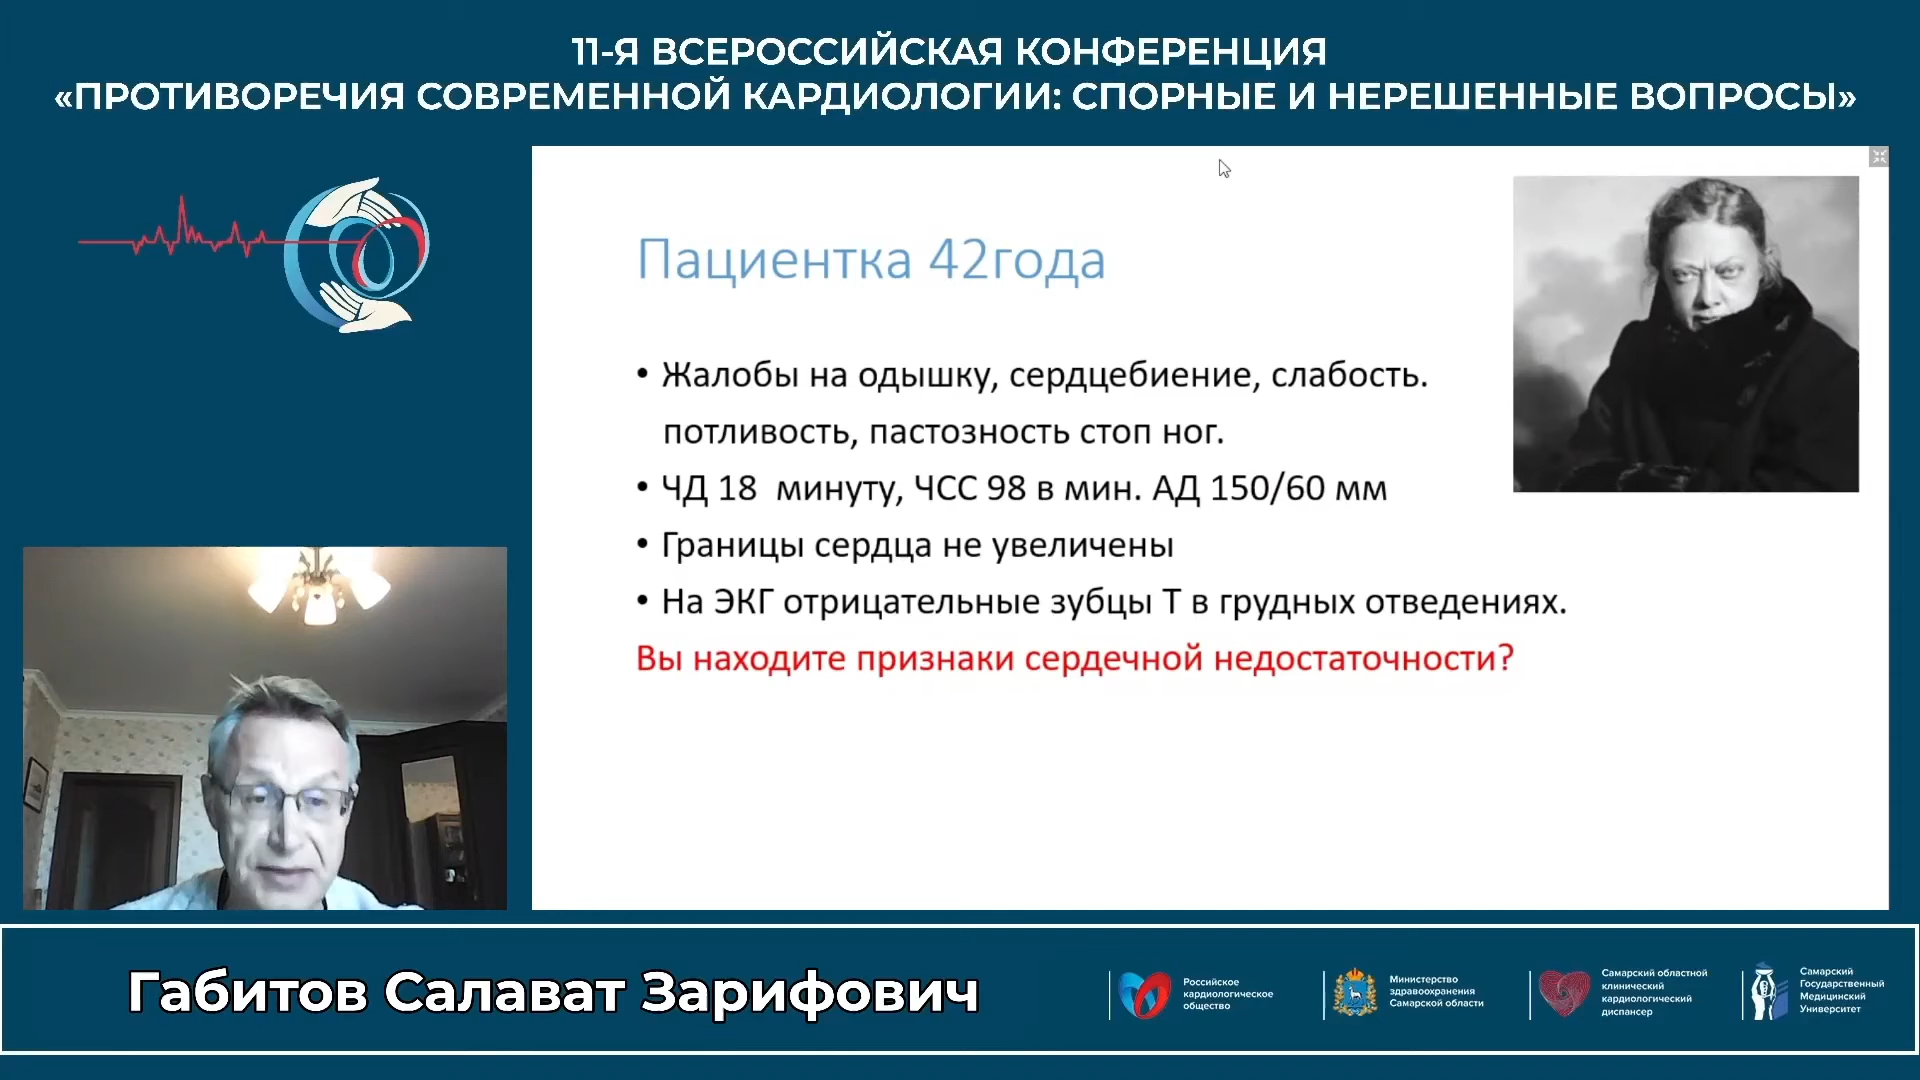 11-Я ВСЕРОССИЙСКАЯ КОНФЕРЕНЦИЯ
«ПРОТИВОРЕЧИЯ СОВРЕМЕННОЙ КАРДИОЛОГИИ: СПОРНЫЕ И НЕРЕШЕННЫЕ ВОПРОСЫ»
Пациентка 42года
• Жалобы на одышку, сердцебиение, слабость.
потливость, пастозность стоп ног.
• ЧД 18 минуту, ЧСС 98 в мин. АД 150/60 мм
• Границы сердца не увеличены
• На ЭКГ отрицательные зубцы Т в грудных отведениях.
Вы находите признаки сердечной недостаточности?
Габитов Салават Зарифович
Российское
кардиологическое
общество
Министерство
здравоохранения
Самарской области
Самарский областной
клинический
кардиологический
диспансер
Самарский
Государственный
Медицинский
Университет